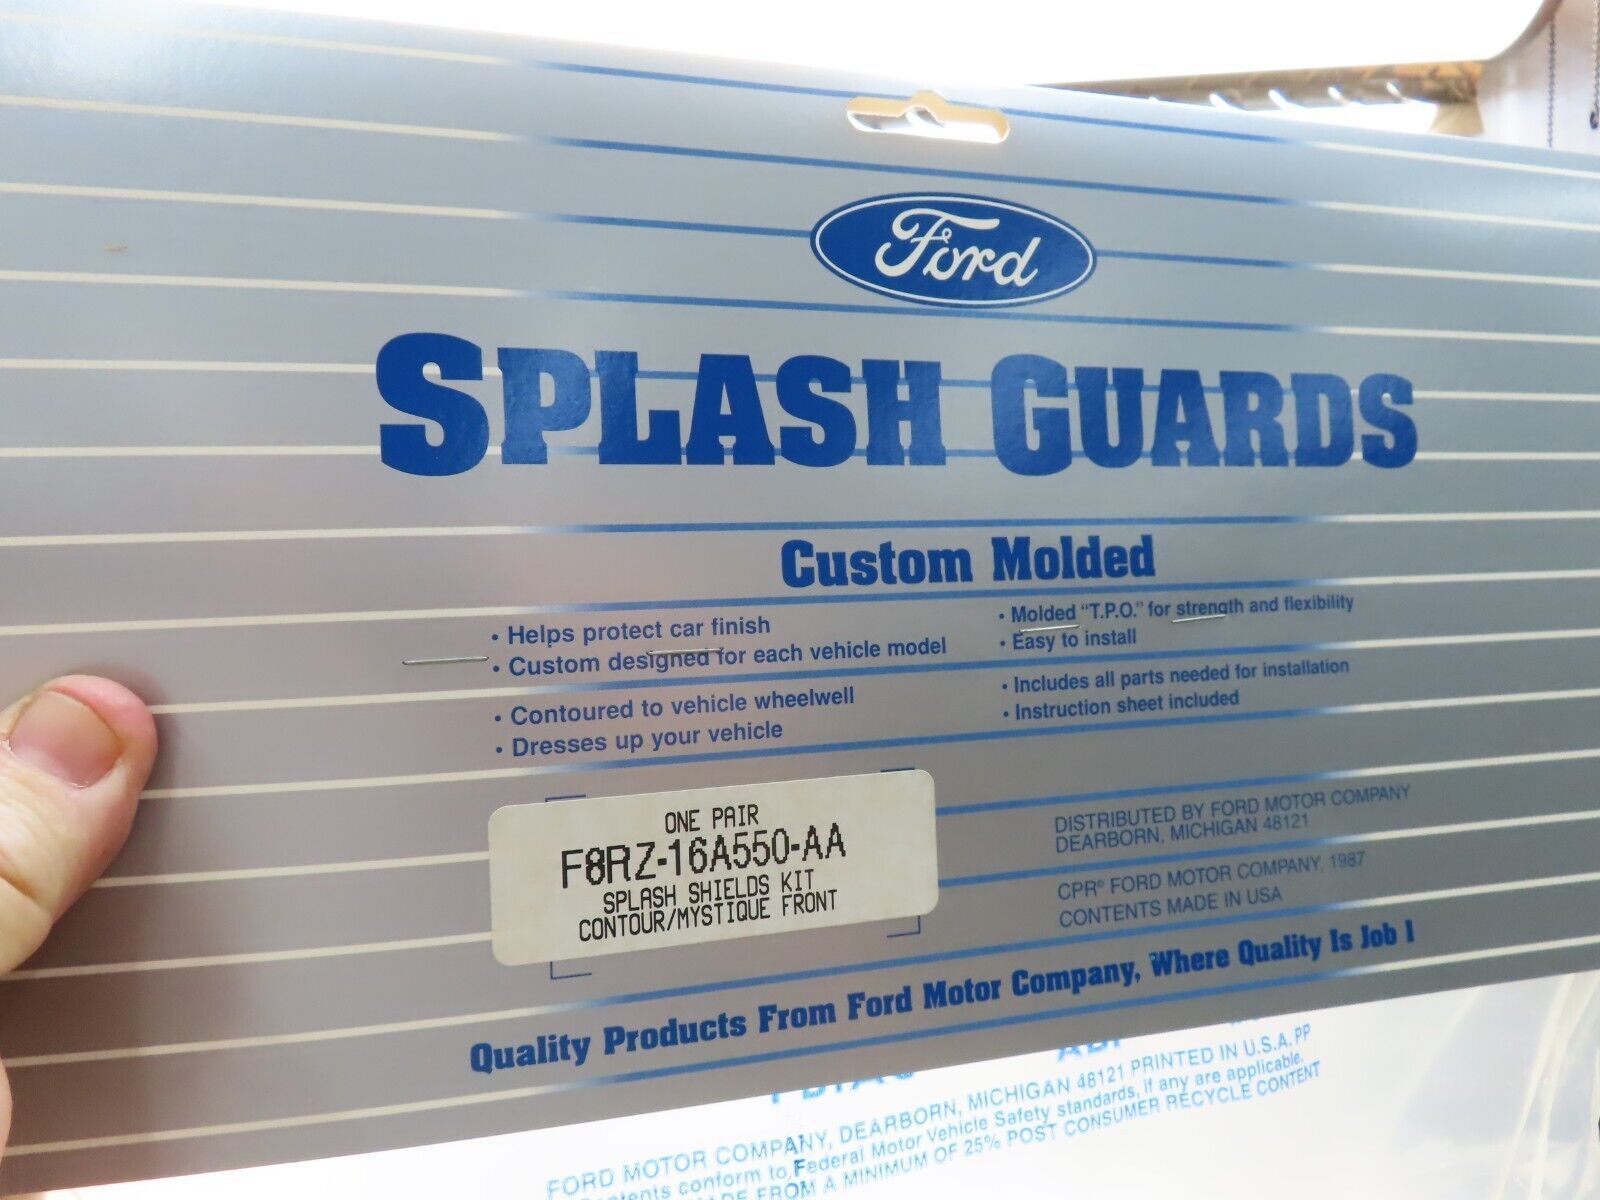 Ford
SPLASH GUARDS
Custom Molded
• Helps protect car finish
• Custom designed for each vehicle model
• Contoured to vehicle wheelwell
• Dresses up your vehicle
• Molded "T.P.O." for strength and flexibility
• Easy to install
• Includes all parts needed for installation
• Instruction sheet included
ONE PAIR
F8RZ-16A550-AA
SPLASH SHIELDS KIT
CONTOUR/MYSTIQUE FRONT
DISTRIBUTED BY FORD MOTOR COMPANY
DEARBORN, MICHIGAN 48121
CPR® FORD MOTOR COMPANY, 1987
CONTENTS MADE IN USA
Quality Products From Ford Motor Company, Where Quality Is Job 1
FORD MOTOR COMPANY, DEARBORN, MICHIGAN 48121 PRINTED IN U.S.A. PP
conform to Federal Motor Vehicle Safety standards, if any are applicable.
FROM A MINIMUM OF 25% POST CONSUMER RECYCLE CONTENT